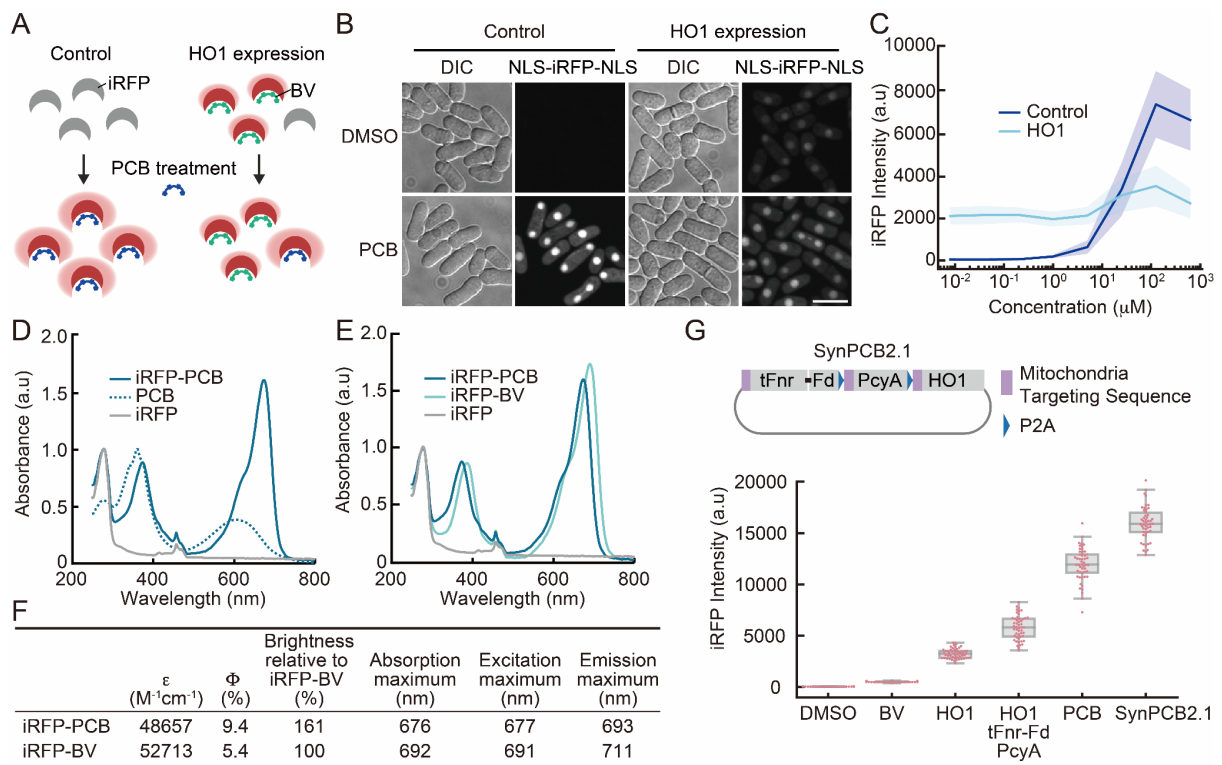 A
Control
HO1 expression
iRFP
BV
PCB treatment
B
Control
HO1 expression
DIC
NLS-iRFP-NLS
DIC
NLS-iRFP-NLS
DMSO
PCB
C
iRFP Intensity (a.u)
10000
8000
6000
4000
2000
0
Control
HO1
10⁻² 10⁻¹ 10⁰ 10¹ 10² 10³
Concentration (μM)
D
Absorbance (a.u)
2.0
1.5
1.0
0.5
0
iRFP-PCB
PCB
iRFP
200 400 600 800
Wavelength (nm)
E
Absorbance (a.u)
2.0
1.5
1.0
0.5
0
iRFP-PCB
iRFP-BV
iRFP
200 400 600 800
Wavelength (nm)
F
ε (M⁻¹cm⁻¹)
Φ (%)
Brightness relative to iRFP-BV (%)
Absorption maximum (nm)
Excitation maximum (nm)
Emission maximum (nm)
iRFP-PCB 48657 9.4 161 676 677 693
iRFP-BV 52713 5.4 100 692 691 711
G
SynPCB2.1
tFnr Fd PcyA HO1
Mitochondria
Targeting Sequence
P2A
iRFP Intensity (a.u)
20000
15000
10000
5000
0
DMSO
BV
HO1
HO1
tFnr-Fd
PcyA
PCB
SynPCB2.1